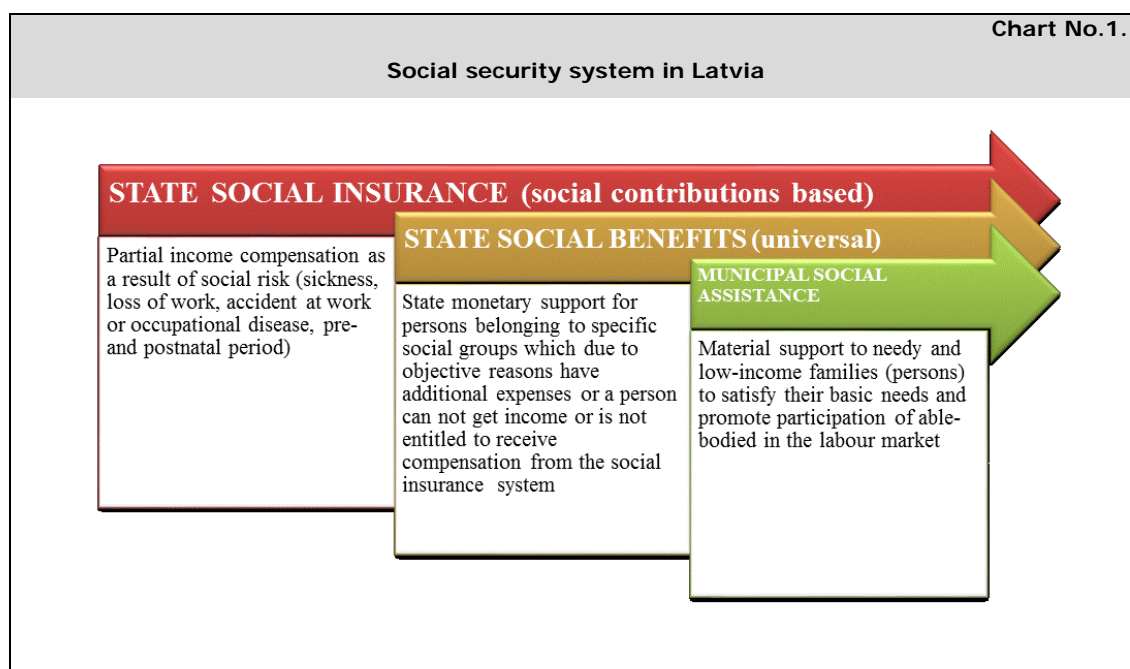 Chart No.1.
Social security system in Latvia
STATE SOCIAL INSURANCE (social contributions based)
Partial income compensation as
a result of social risk (sickness,
loss of work, accident at work
or occupational disease, pre-
and postnatal period)
STATE SOCIAL BENEFITS (universal)
State monetary support for
persons belonging to specific
social groups which due to
objective reasons have
additional expenses or a person
can not get income or is not
entitled to receive
compensation from the social
insurance system
MUNICIPAL SOCIAL
ASSISTANCE
Material support to needy and
low-income families (persons)
to satisfy their basic needs and
promote participation of able-
bodied in the labour market